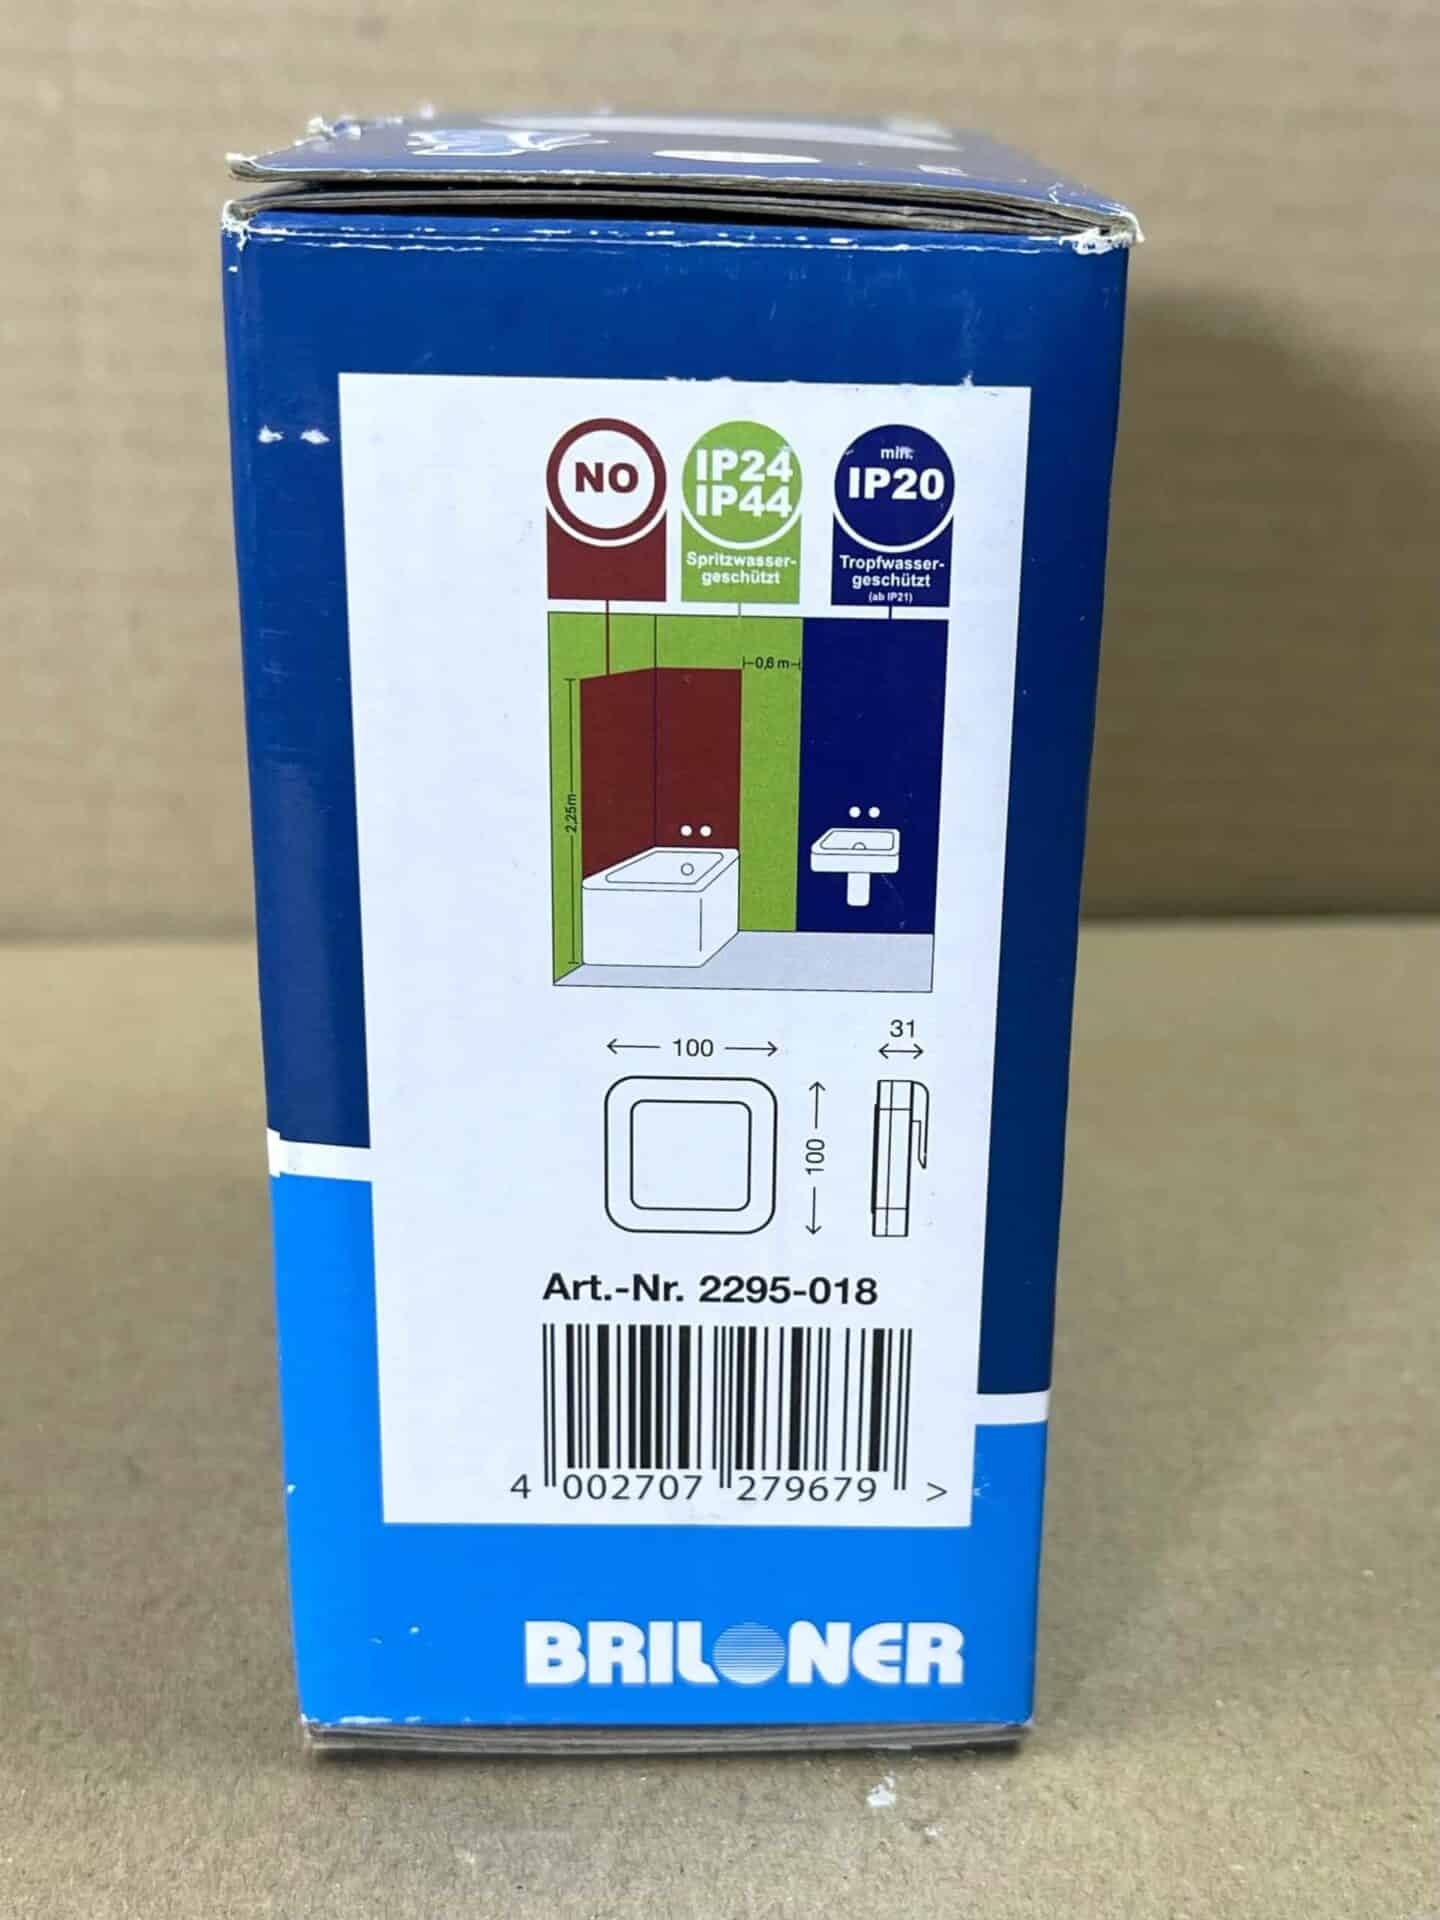 NO
IP24
IP44
Spritzwasser-
geschützt
min.
IP20
Tropfwasser-
geschützt
(ab IP21)
0,6 m
2,25m
100
31
100
Art.-Nr. 2295-018
4 002707 279679 >
BRILONER